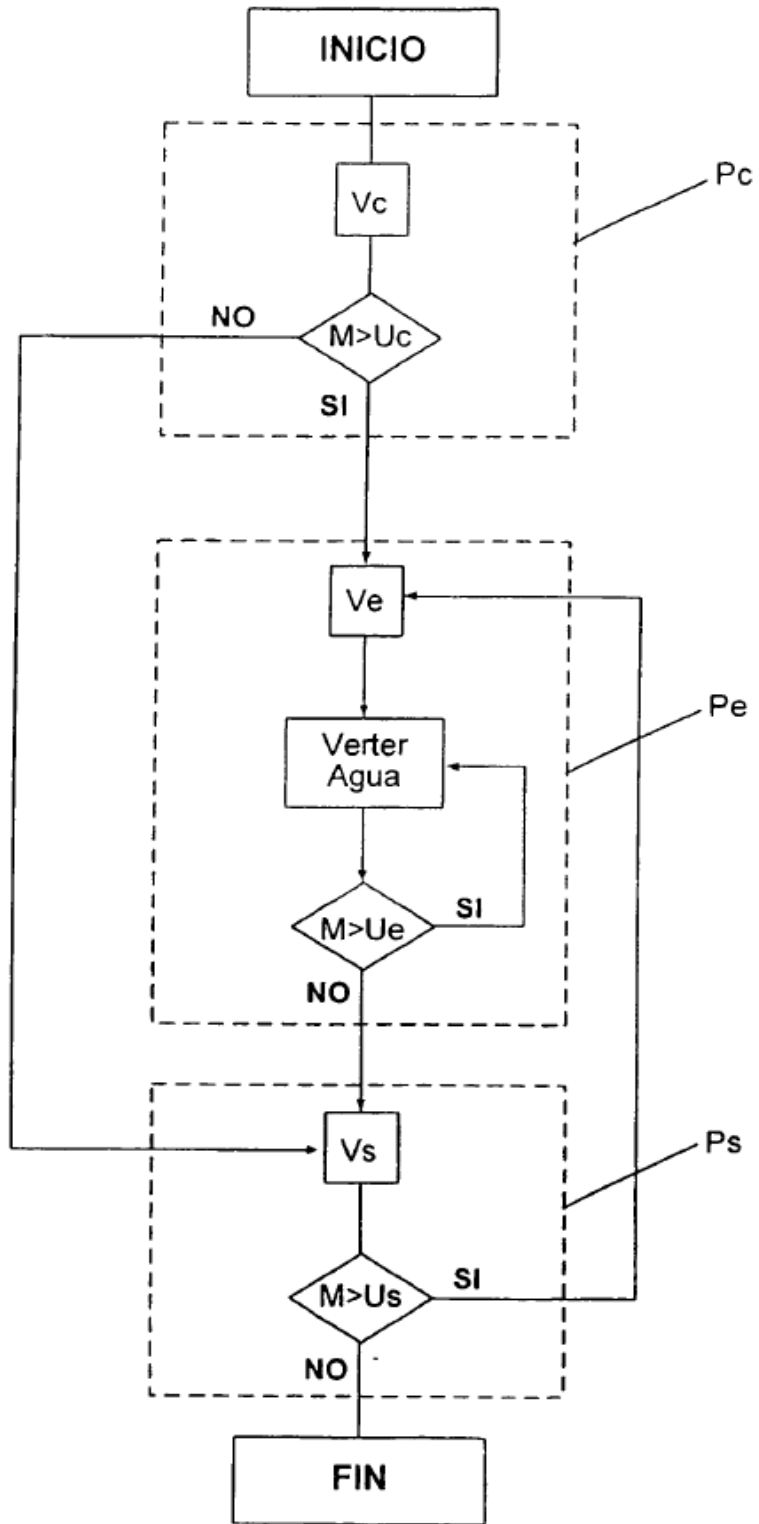 INICIO
Pc
Vc
NO
M>Uc
SI
Ve
Pe
Verter
Agua
M>Ue
SI
NO
Vs
Ps
M>Us
SI
NO
FIN